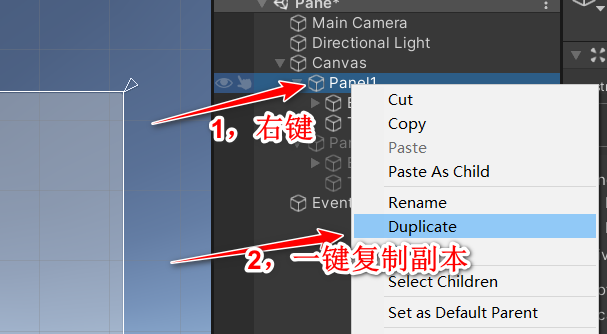 Pane*
Main Camera
Directional Light
Canvas
Panel1
1，右键
Pan
Event
2，一键复制副本
Cut
Copy
Paste
Paste As Child
Rename
Duplicate
Select Children
Set as Default Parent